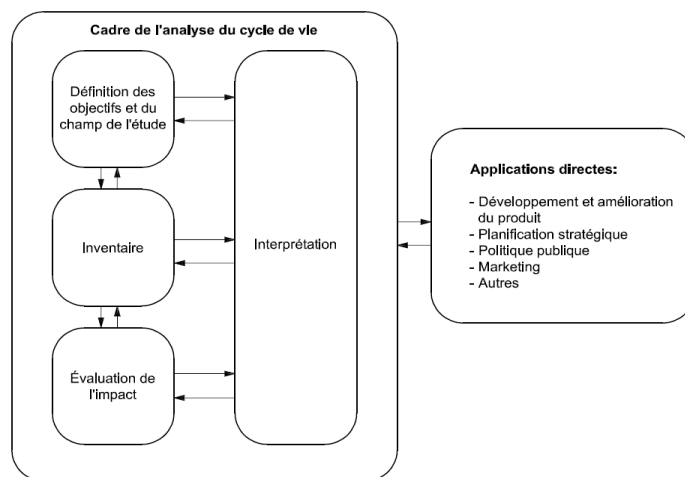 Cadre de l'analyse du cycle de vie
Définition des
objectifs et du
champ de l'étude
Inventaire
Évaluation de
l'impact
Interprétation
Applications directes:
- Développement et amélioration
du produit
- Planification stratégique
- Politique publique
- Marketing
- Autres